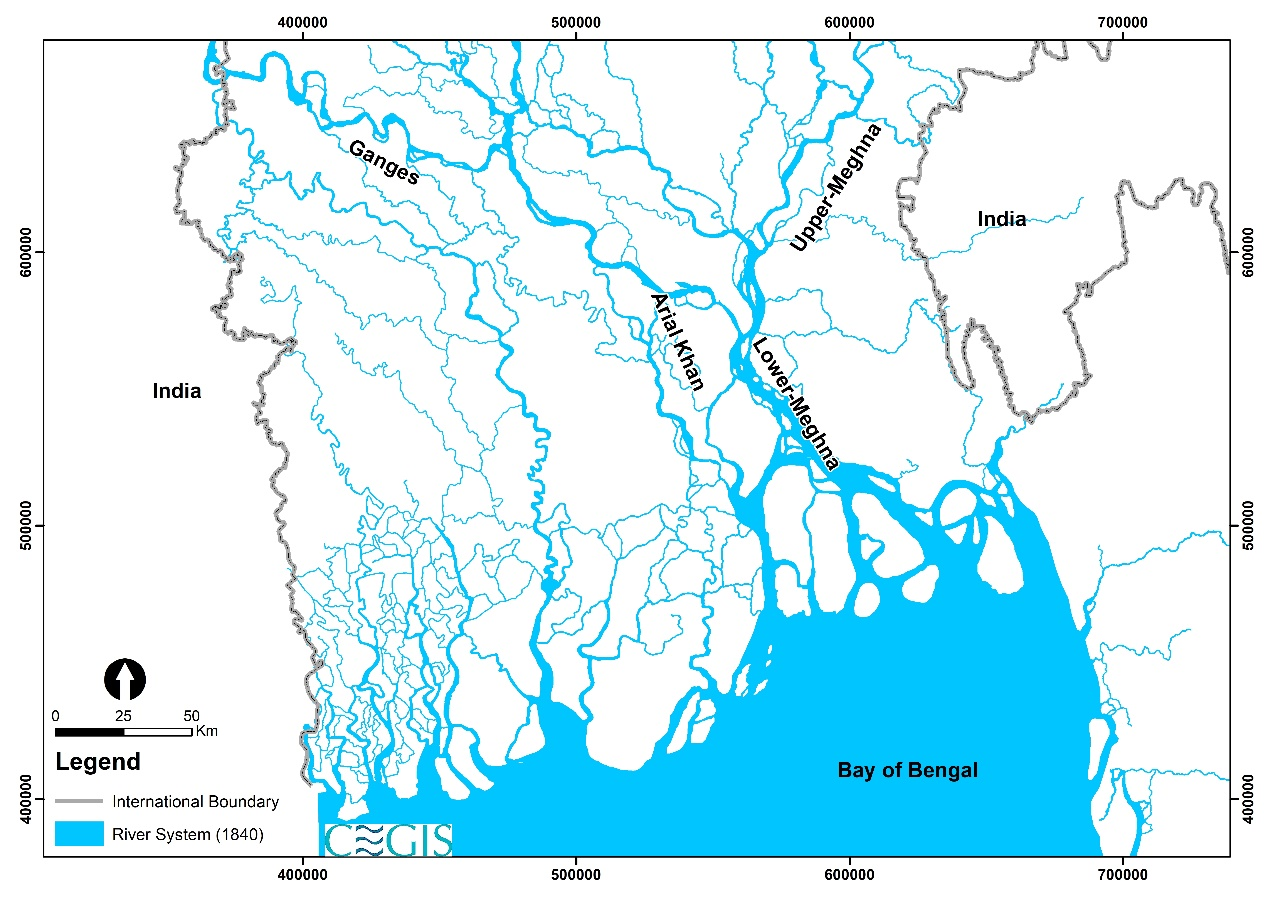 400000 500000 600000 700000
Ganges
Upper-Meghna
India
600000 600000
Arial Khan
Lower-Meghna
India
500000 500000
0 25 50
Km
Legend
International Boundary
River System (1840)
Bay of Bengal
400000 400000
CEGIS
400000 500000 600000 700000